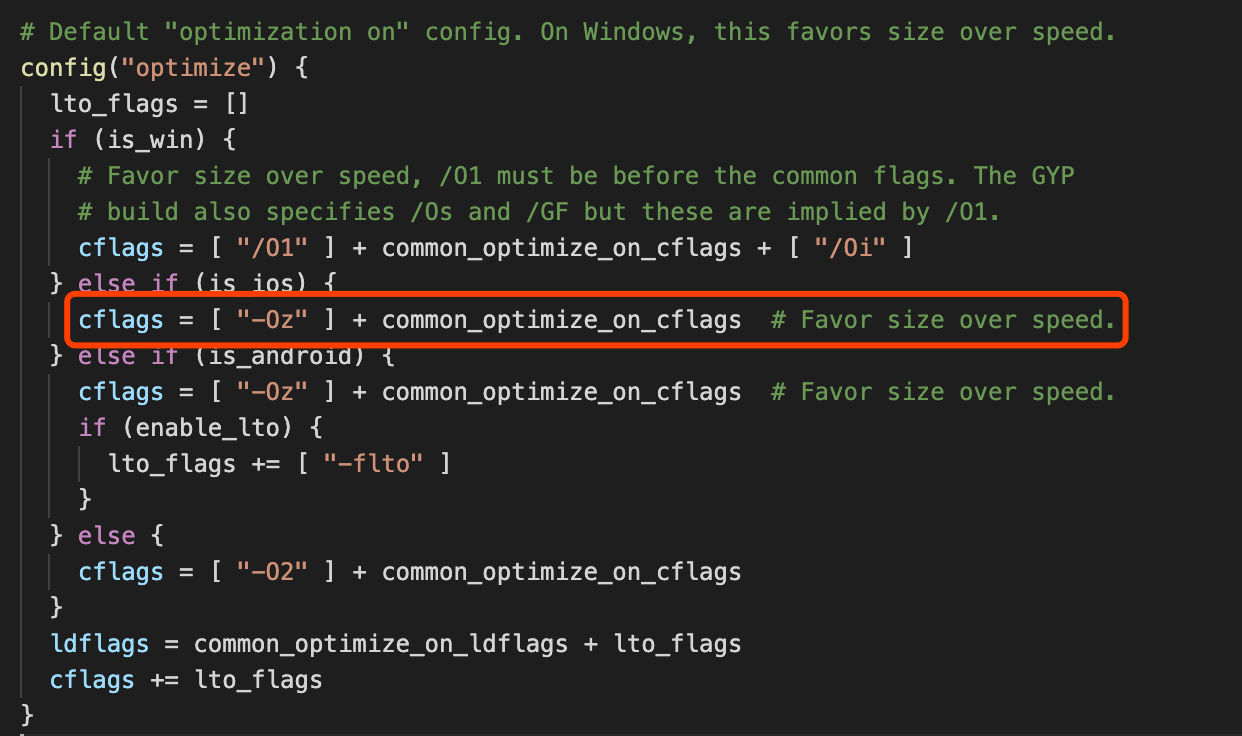 # Default "optimization on" config. On Windows, this favors size over speed.
config("optimize") {
  lto_flags = []
  if (is_win) {
    # Favor size over speed, /O1 must be before the common flags. The GYP
    # build also specifies /Os and /GF but these are implied by /O1.
    cflags = [ "/O1" ] + common_optimize_on_cflags + [ "/Oi" ]
  } else if (is_ios) {
    cflags = [ "-Oz" ] + common_optimize_on_cflags  # Favor size over speed.
  } else if (is_android) {
    cflags = [ "-Oz" ] + common_optimize_on_cflags  # Favor size over speed.
    if (enable_lto) {
      lto_flags += [ "-flto" ]
    }
  } else {
    cflags = [ "-O2" ] + common_optimize_on_cflags
  }
  ldflags = common_optimize_on_ldflags + lto_flags
  cflags += lto_flags
}